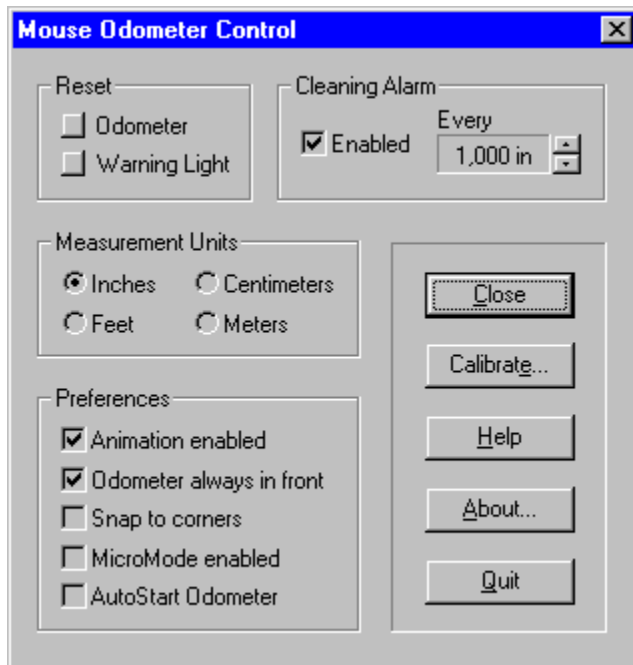 Mouse Odometer Control
Reset
Odometer
Warning Light
Cleaning Alarm
Enabled
Every
1,000 in
Measurement Units
Inches
Centimeters
Feet
Meters
Preferences
Animation enabled
Odometer always in front
Snap to corners
MicroMode enabled
AutoStart Odometer
Close
Calibrate...
Help
About...
Quit